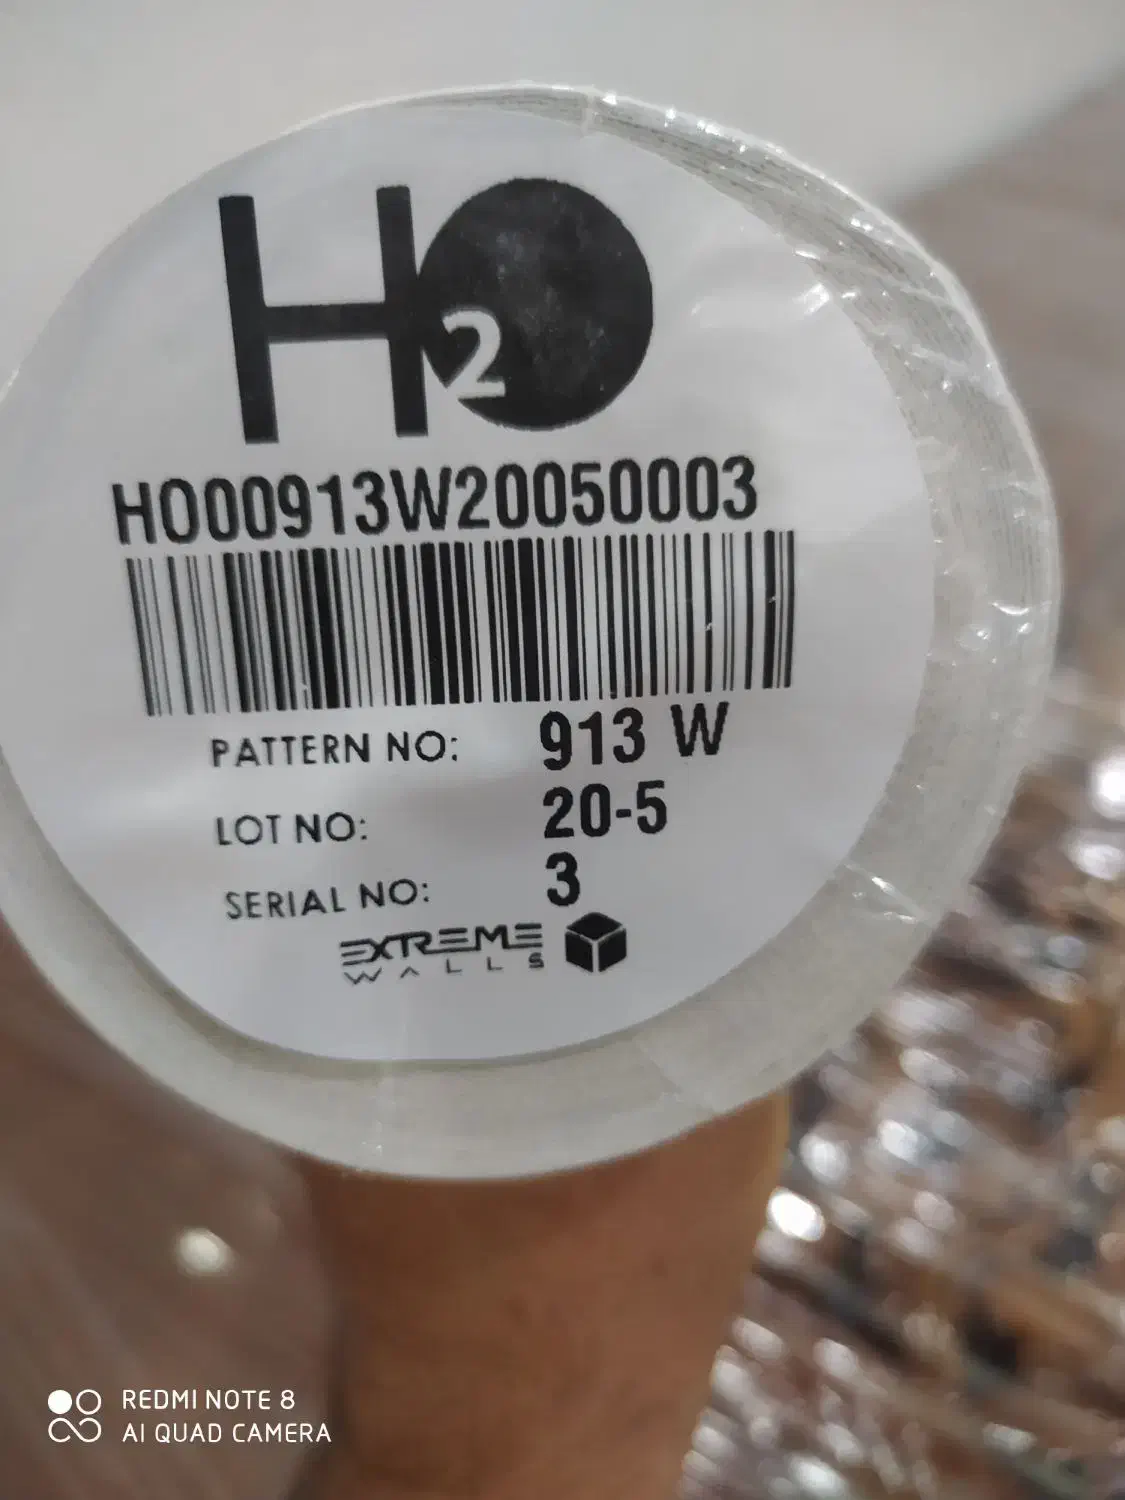 H2O
HO00913W20050003
PATTERN NO: 913 W
LOT NO: 20-5
SERIAL NO: 3
EXTREME
WALLS
REDMI NOTE 8
AI QUAD CAMERA